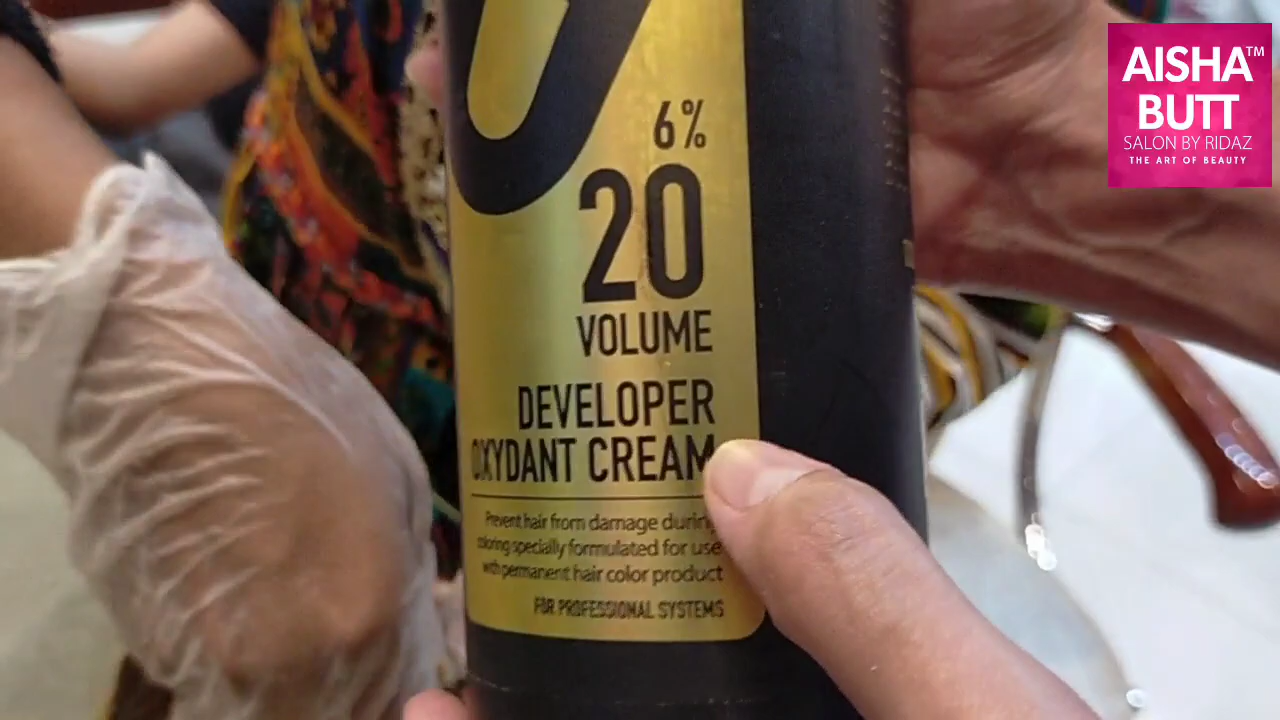 6%
20
VOLUME
DEVELOPER
OXYDANT CREAM
Prevent hair from damage during
coloring specially formulated for use
with permanent hair color product
FOR PROFESSIONAL SYSTEMS
AISHA™
BUTT
SALON BY RIDAZ
THE ART OF BEAUTY